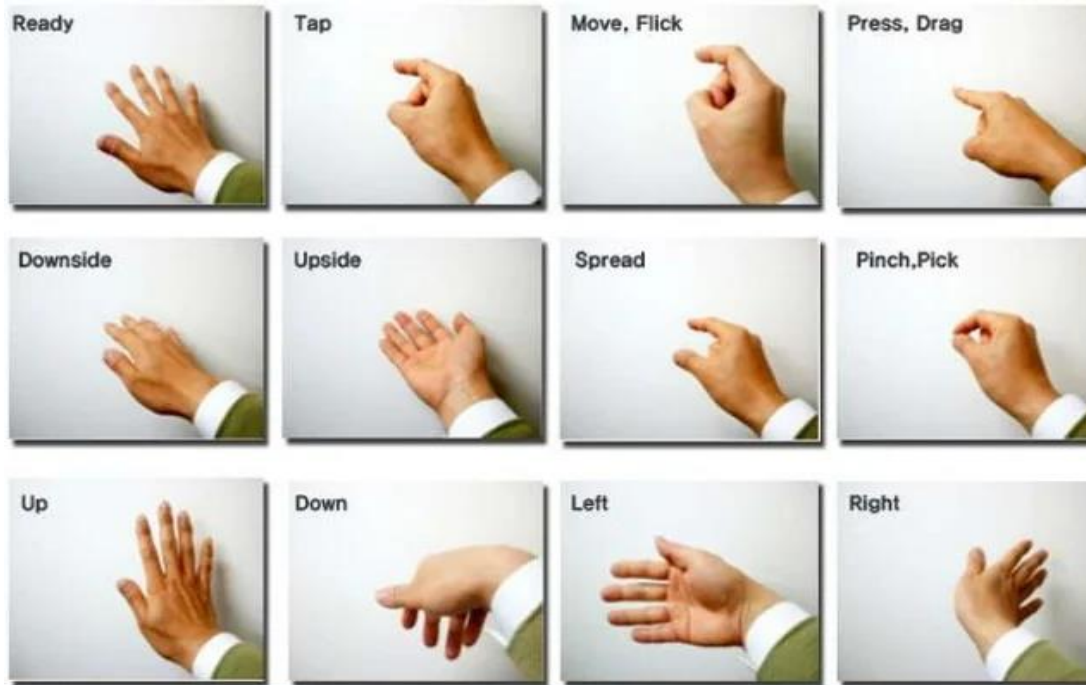 Ready
Tap
Move, Flick
Press, Drag
Downside
Upside
Spread
Pinch,Pick
Up
Down
Left
Right